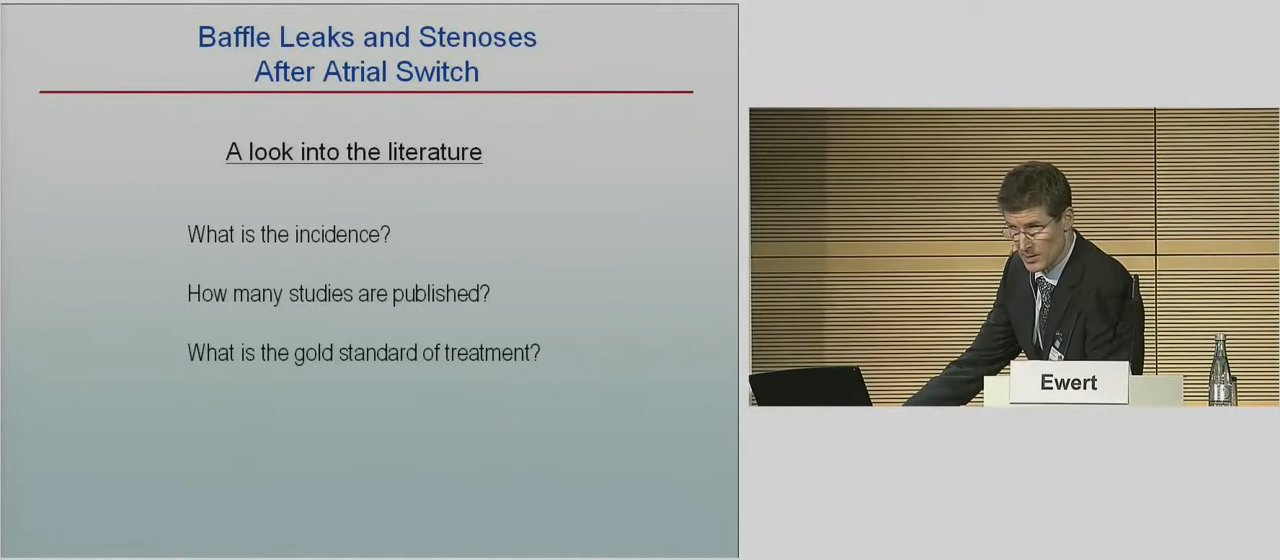 Baffle Leaks and Stenoses
After Atrial Switch
A look into the literature
What is the incidence?
How many studies are published?
What is the gold standard of treatment?
Ewert